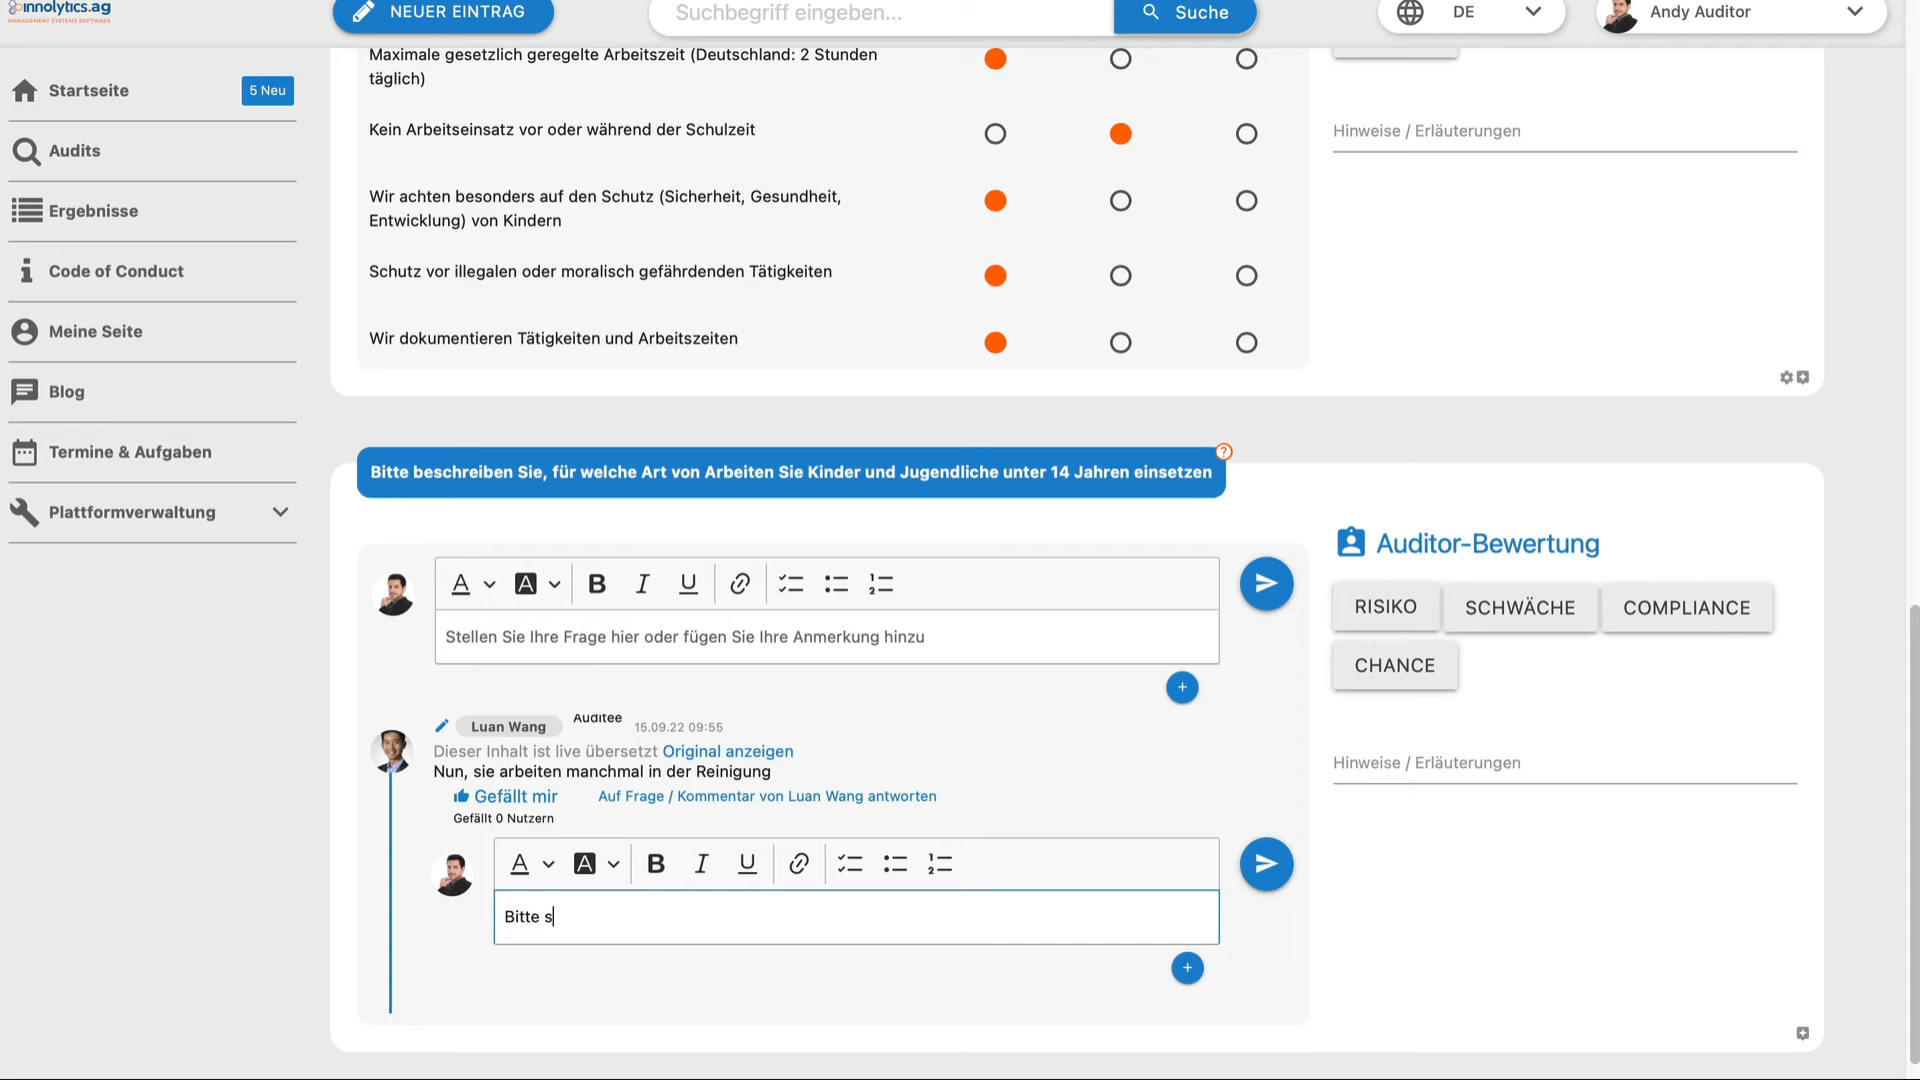 innolytics.ag
MANAGEMENT SYSTEMS SOFTWARE
NEUER EINTRAG
Suchbegriff eingeben...
Suche
DE
Andy Auditor
Startseite
5 Neu
Audits
Ergebnisse
Code of Conduct
Meine Seite
Blog
Termine & Aufgaben
Plattformverwaltung
Maximale gesetzlich geregelte Arbeitszeit (Deutschland: 2 Stunden
täglich)
Kein Arbeitseinsatz vor oder während der Schulzeit
Wir achten besonders auf den Schutz (Sicherheit, Gesundheit,
Entwicklung) von Kindern
Schutz vor illegalen oder moralisch gefährdenden Tätigkeiten
Wir dokumentieren Tätigkeiten und Arbeitszeiten
Hinweise / Erläuterungen
Bitte beschreiben Sie, für welche Art von Arbeiten Sie Kinder und Jugendliche unter 14 Jahren einsetzen
?
A A B I U
Stellen Sie Ihre Frage hier oder fügen Sie Ihre Anmerkung hinzu
+
Luan Wang Auditee 15.09.22 09:55
Dieser Inhalt ist live übersetzt Original anzeigen
Nun, sie arbeiten manchmal in der Reinigung
Gefällt mir Auf Frage / Kommentar von Luan Wang antworten
Gefällt 0 Nutzern
A A B I U
Bitte s
+
Auditor-Bewertung
RISIKO SCHWÄCHE COMPLIANCE
CHANCE
Hinweise / Erläuterungen